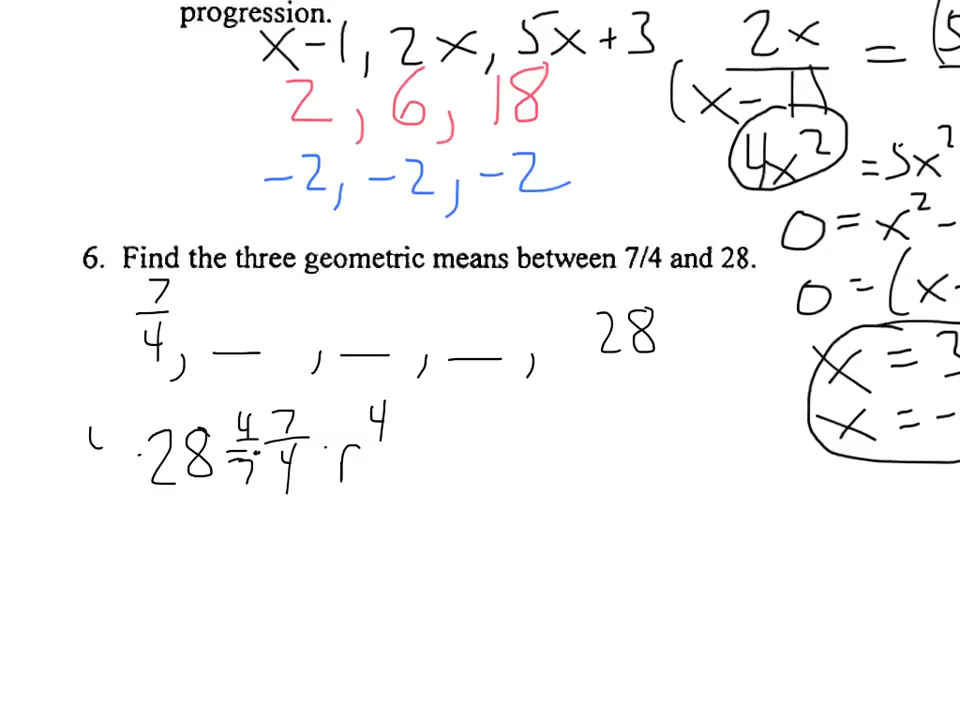 progression.
x-1, 2x, 5x+3
2x
(x-1)
=
2, 6, 18
4x² = 5x²
-2, -2, -2
0 = x² -
6. Find the three geometric means between 7/4 and 28.
0 = (x-
7/4, __, __, __, 28
x = 3
x = -
· 28 = 7/4 · r⁴